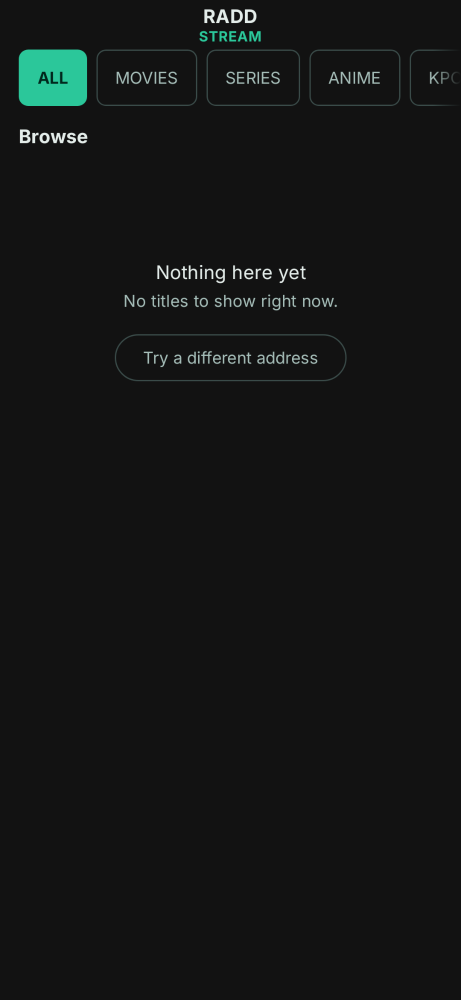 RADD
STREAM
ALL MOVIES SERIES ANIME
Browse
Nothing here yet
No titles to show right now.
Try a different address